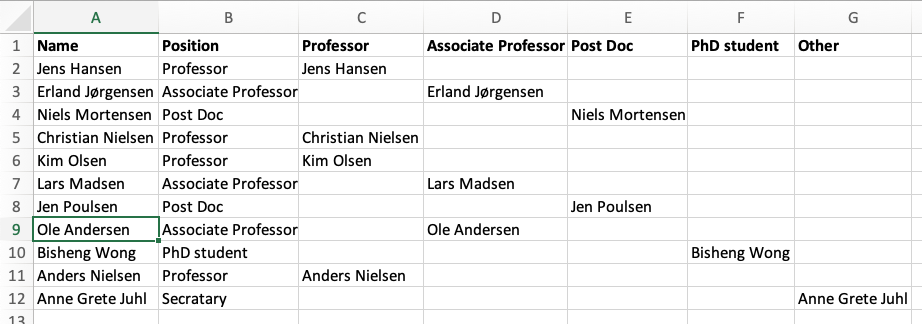 A B C D E F G
1 Name Position Professor Associate Professor Post Doc PhD student Other
2 Jens Hansen Professor Jens Hansen
3 Erland Jørgensen Associate Professor Erland Jørgensen
4 Niels Mortensen Post Doc Niels Mortensen
5 Christian Nielsen Professor Christian Nielsen
6 Kim Olsen Professor Kim Olsen
7 Lars Madsen Associate Professor Lars Madsen
8 Jen Poulsen Post Doc Jen Poulsen
9 Ole Andersen Associate Professor Ole Andersen
10 Bisheng Wong PhD student Bisheng Wong
11 Anders Nielsen Professor Anders Nielsen
12 Anne Grete Juhl Secratary Anne Grete Juhl
13